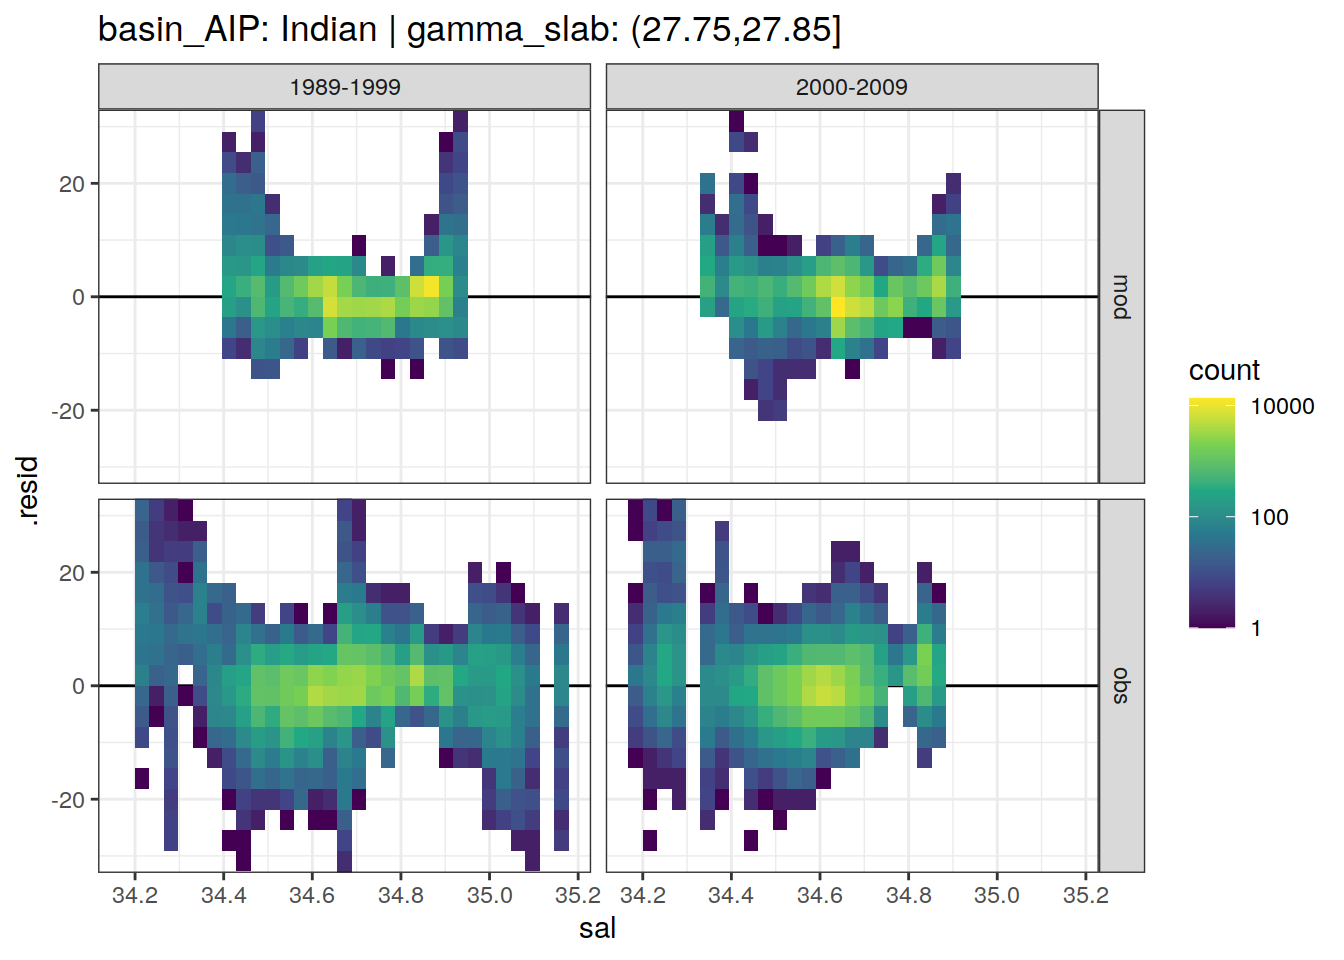 basin_AIP: Indian | gamma_slab: (27.75,27.85]
1989-1999
2000-2009
20
0
-20
mod
20
0
-20
obs
.resid
34.2 34.4 34.6 34.8 35.0 35.2
34.2 34.4 34.6 34.8 35.0 35.2
sal
count
10000
100
1